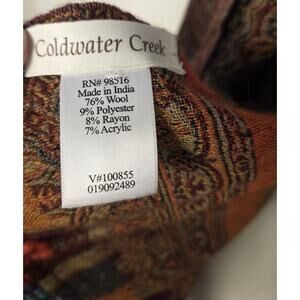 Coldwater Creek
RN# 98516
Made in India
76% Wool
9% Polyester
8% Rayon
7% Acrylic
V#100855
019092489